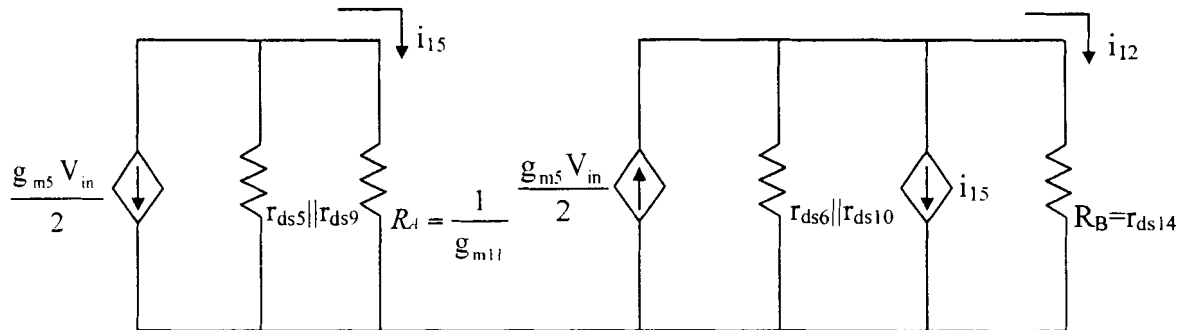 i15
i12
gm5 Vin
2
rds5||rds9
RA = 1
gm11
gm5 Vin
2
rds6||rds10
i15
RB=rds14